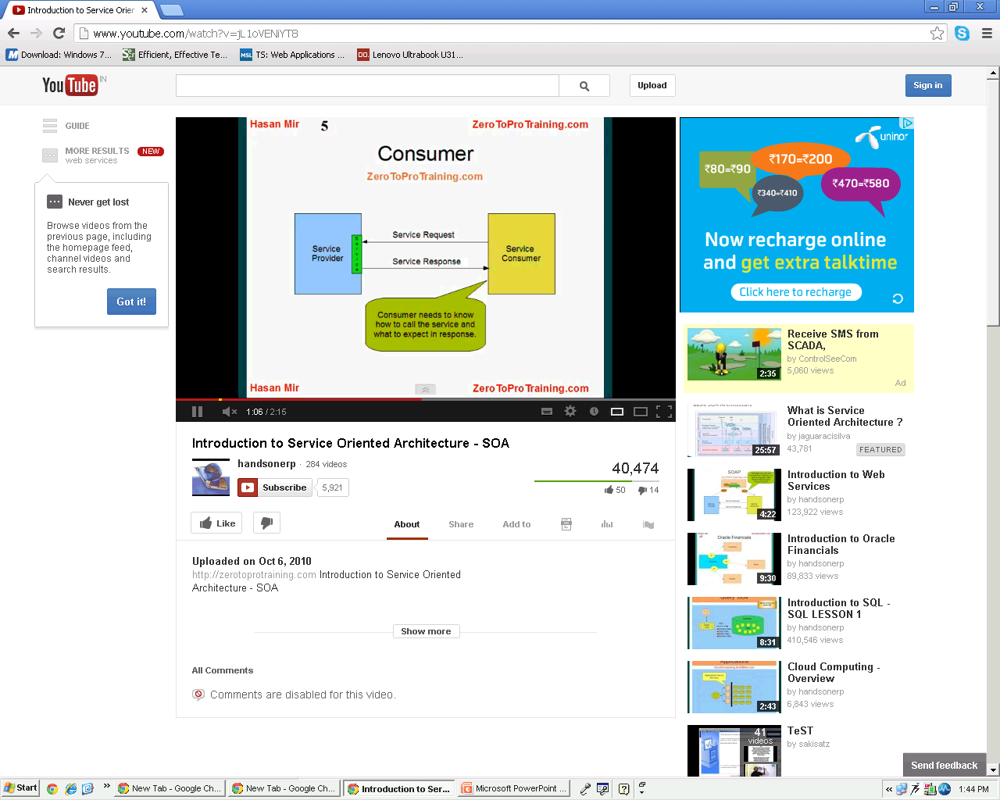 Introduction to Service Orier
www.youtube.com/watch?v=jL1oVENiYT8
Download: Windows 7...
Efficient, Effective Te...
TS: Web Applications ...
Lenovo Ultrabook U31...
YouTube IN
Upload
Sign in
GUIDE
MORE RESULTS NEW
web services
Never get lost
Browse videos from the
previous page, including
the homepage feed,
channel videos and
search results.
Got it!
Hasan Mir 5 ZeroToProTraining.com
Consumer
ZeroToProTraining.com
Service
Provider
Service
Service Request
Service Response
Service
Consumer
Consumer needs to know
how to call the service and
what to expect in response.
Hasan Mir ZeroToProTraining.com
1:06 / 2:15
Introduction to Service Oriented Architecture - SOA
handsonerp · 284 videos
Subscribe 5,921
40,474
50 14
Like
About Share Add to
Uploaded on Oct 6, 2010
http://zerotoprotraining.com Introduction to Service Oriented
Architecture - SOA
Show more
All Comments
Comments are disabled for this video.
uninor
₹80=₹90
₹170=₹200
₹340=₹410
₹470=₹580
Now recharge online
and get extra talktime
Click here to recharge
Receive SMS from
SCADA,
by ControlSeeCom
5,060 views
2:35
Ad
What is Service
Oriented Architecture ?
by jaguaracisilva
43,781 FEATURED
25:57
SOAP
Introduction to Web
Services
by handsonerp
123,922 views
4:22
Oracle Financials
Introduction to Oracle
Financials
by handsonerp
89,833 views
9:30
Query Tools
Introduction to SQL -
SQL LESSON 1
by handsonerp
410,546 views
8:31
Applications
Cloud Computing -
Overview
by handsonerp
6,843 views
2:43
41
videos
TeST
by sakisatz
Send feedback
Start
New Tab - Google Ch...
New Tab - Google Ch...
Introduction to Ser...
Microsoft PowerPoint ...
1:44 PM